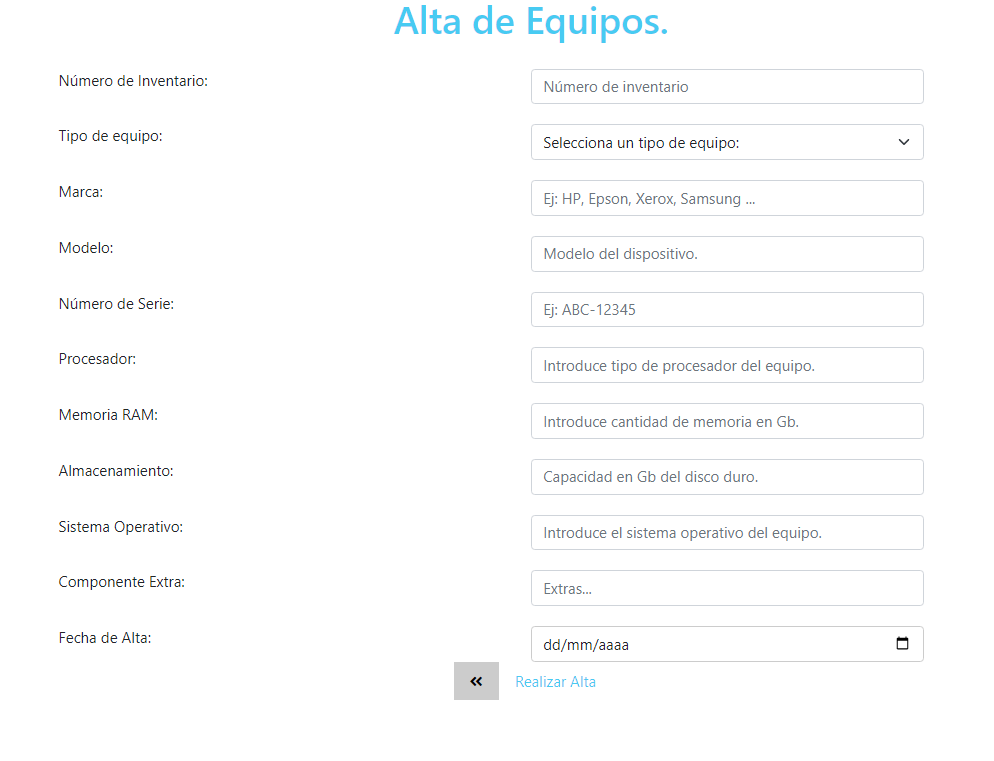 Alta de Equipos.
Número de Inventario:
Número de inventario
Tipo de equipo:
Selecciona un tipo de equipo:
Marca:
Ej: HP, Epson, Xerox, Samsung ...
Modelo:
Modelo del dispositivo.
Número de Serie:
Ej: ABC-12345
Procesador:
Introduce tipo de procesador del equipo.
Memoria RAM:
Introduce cantidad de memoria en Gb.
Almacenamiento:
Capacidad en Gb del disco duro.
Sistema Operativo:
Introduce el sistema operativo del equipo.
Componente Extra:
Extras...
Fecha de Alta:
dd/mm/aaaa
Realizar Alta